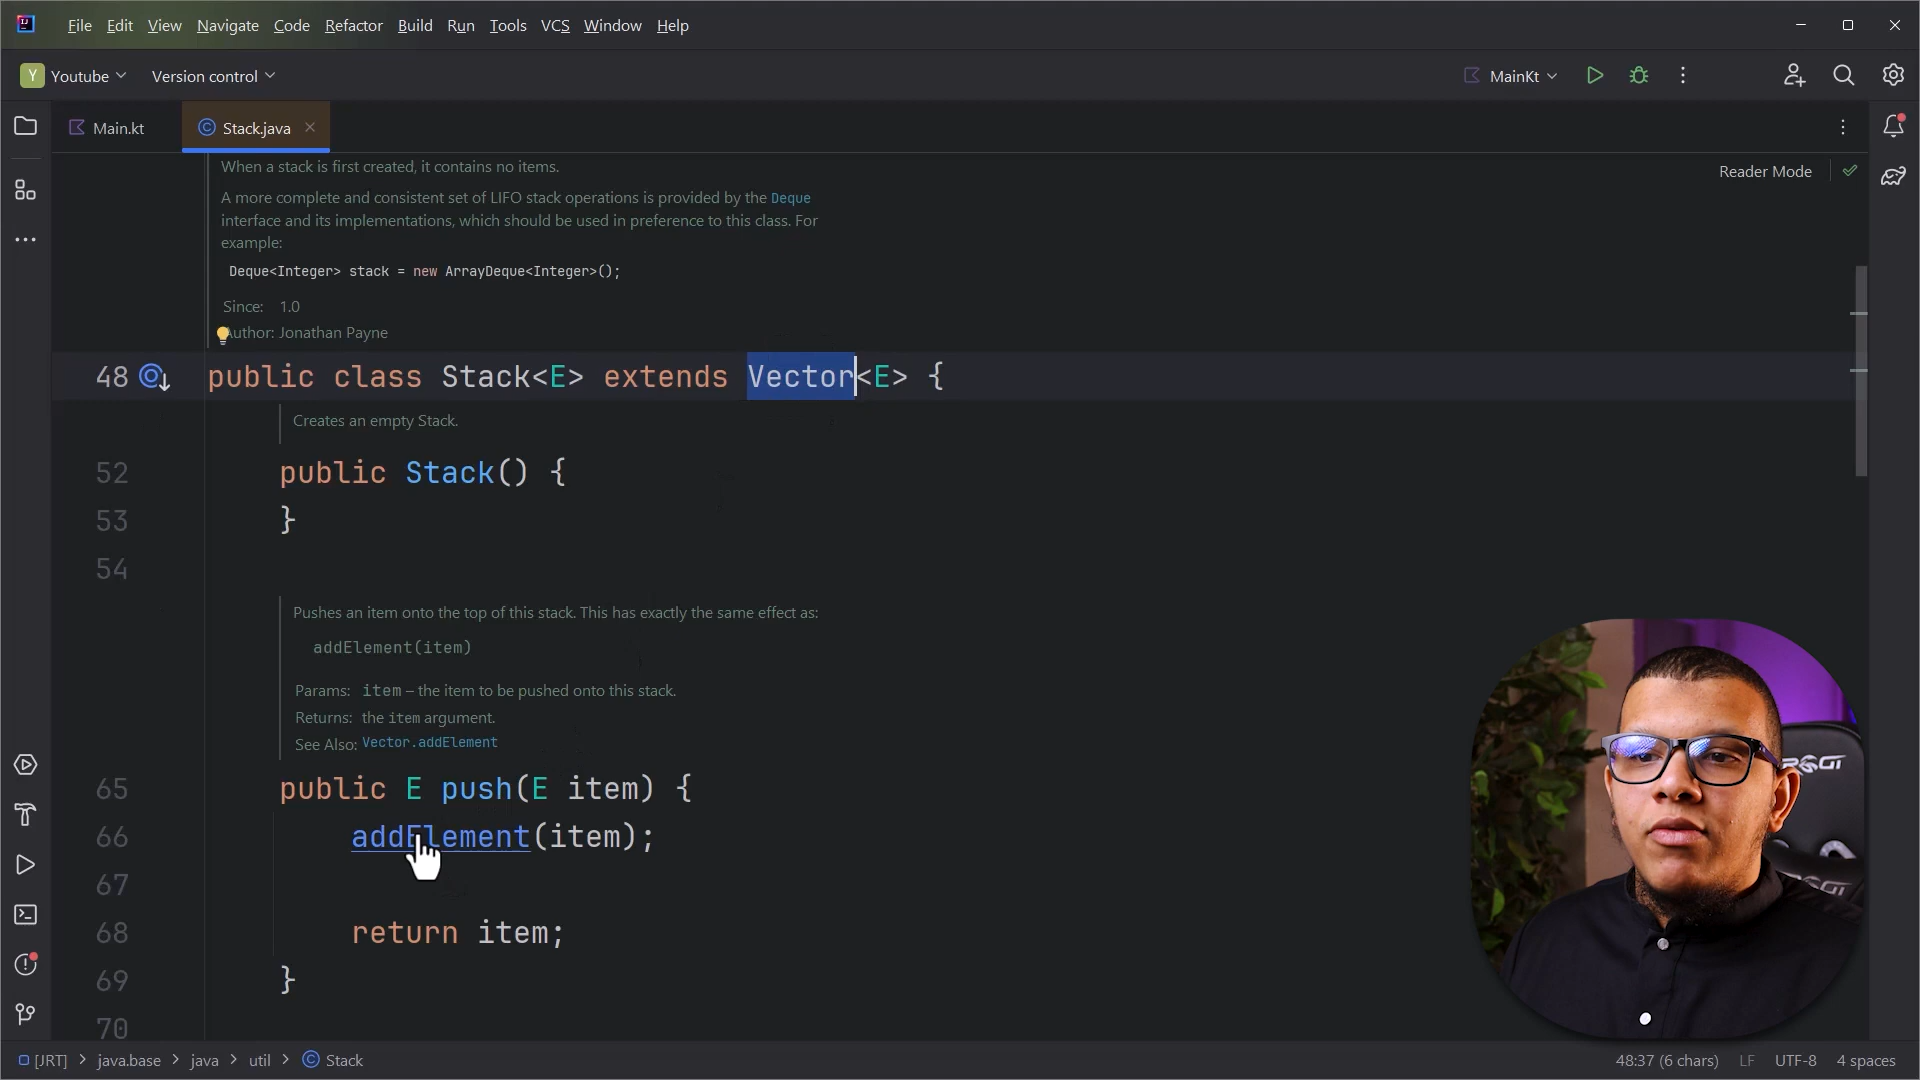 File Edit View Navigate Code Refactor Build Run Tools VCS Window Help
Y Youtube Version control MainKt
Main.kt Stack.java
Reader Mode
When a stack is first created, it contains no items.
A more complete and consistent set of LIFO stack operations is provided by the Deque
interface and its implementations, which should be used in preference to this class. For
example:
Deque<Integer> stack = new ArrayDeque<Integer>();
Since: 1.0
Author: Jonathan Payne
48 public class Stack<E> extends Vector<E> {
Creates an empty Stack.
52 public Stack() {
53 }
54
Pushes an item onto the top of this stack. This has exactly the same effect as:
addElement(item)
Params: item – the item to be pushed onto this stack.
Returns: the item argument.
See Also: Vector.addElement
65 public E push(E item) {
66 addElement(item);
67
68 return item;
69 }
70
[JRT] > java.base > java > util > Stack 48:37 (6 chars) LF UTF-8 4 spaces